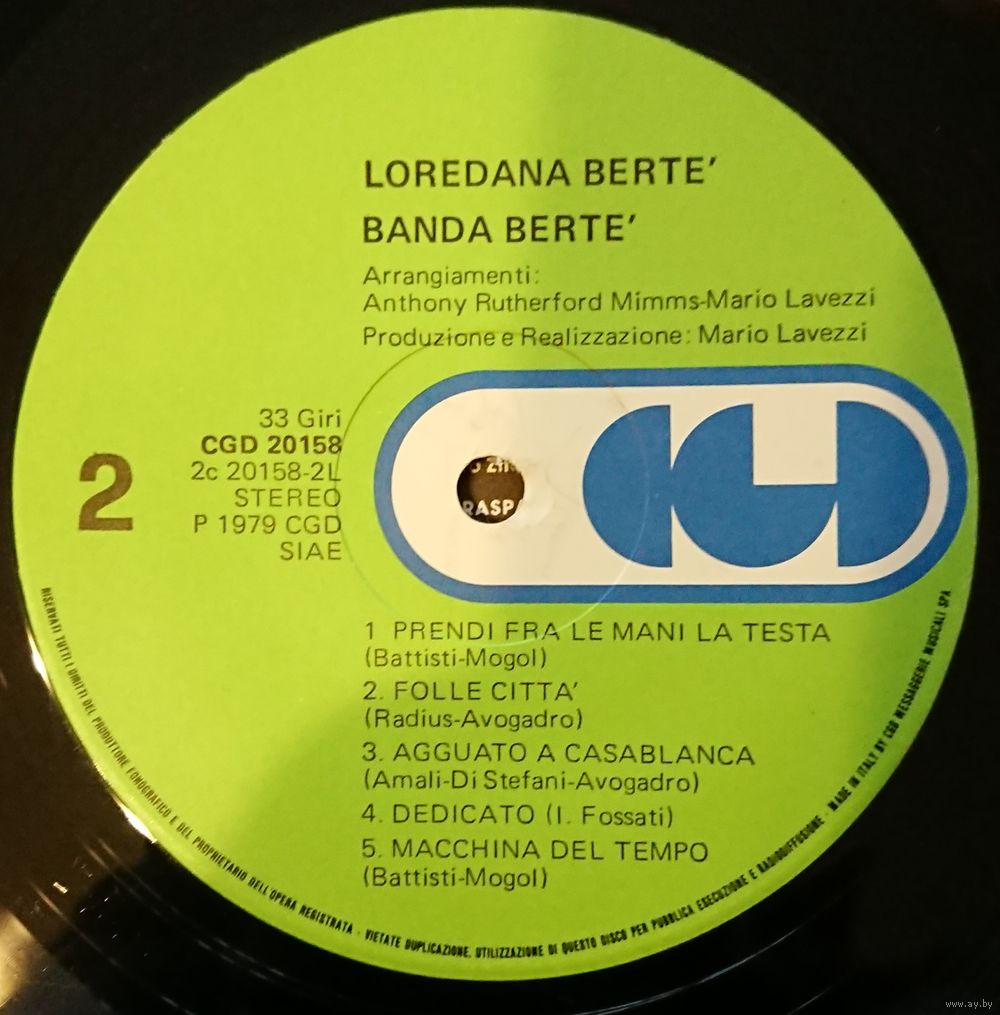 LOREDANA BERTE'
BANDA BERTE'
Arrangiamenti:
Anthony Rutherford Mimms-Mario Lavezzi
Produzione e Realizzazione: Mario Lavezzi
33 Giri
CGD 20158
2c 20158-2L
STEREO
P 1979 CGD
SIAE
2
CGD
1 PRENDI FRA LE MANI LA TESTA
(Battisti-Mogol)
2. FOLLE CITTA'
(Radius-Avogadro)
3. AGGUATO A CASABLANCA
(Amali-Di Stefani-Avogadro)
4. DEDICATO (I. Fossati)
5. MACCHINA DEL TEMPO
(Battisti-Mogol)
RISERVATI TUTTI I DIRITTI DEL PRODUTTORE FONOGRAFICO E DEL PROPRIETARIO DELL'OPERA REGISTRATA - VIETATE DUPLICAZIONE, UTILIZZAZIONE DI QUESTO DISCO PER PUBBLICA ESECUZIONE E RADIODIFFUSIONE - MADE IN ITALY BY CGD MESSAGGERIE MUSICALI SPA
www.ay.by